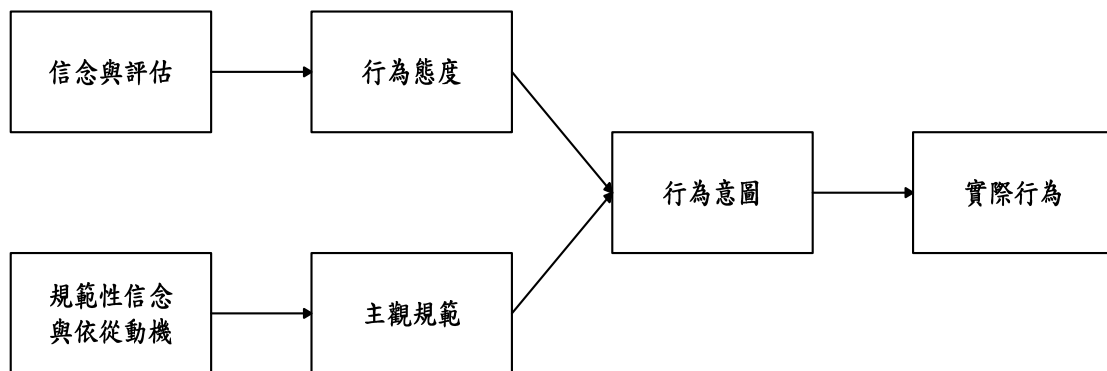 信念與評估
行為態度
行為意圖
實際行為
規範性信念
與依從動機
主觀規範